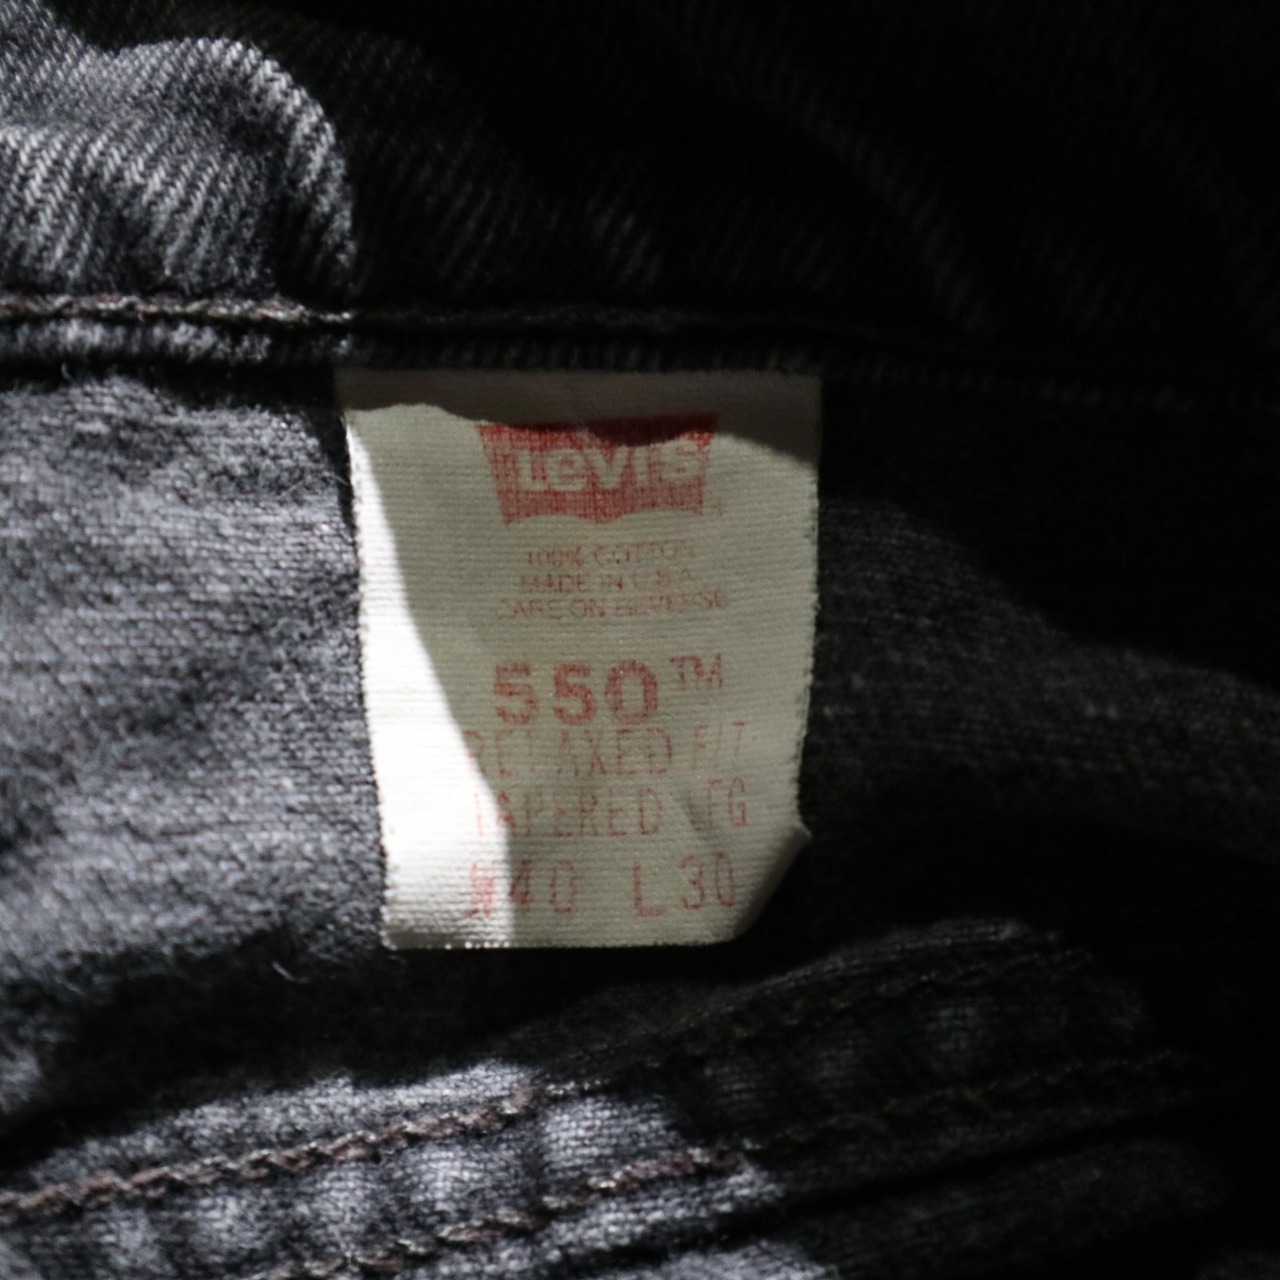 Levi's
100% COTTON
MADE IN U.S.A.
CARE ON REVERSE
550™
RELAXED FIT
TAPERED LEG
W40 L30